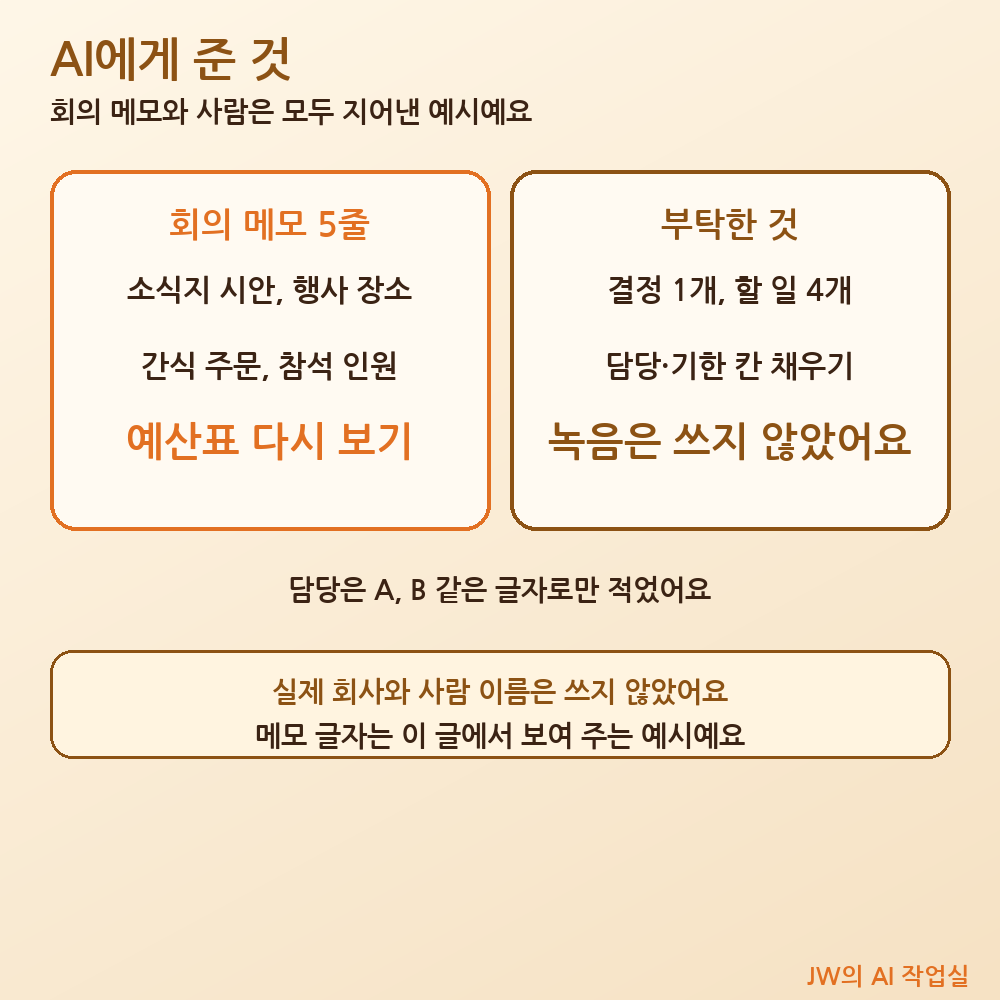 AI에게 준 것
회의 메모와 사람은 모두 지어낸 예시예요
회의 메모 5줄
소식지 시안, 행사 장소
간식 주문, 참석 인원
예산표 다시 보기
부탁한 것
결정 1개, 할 일 4개
담당·기한 칸 채우기
녹음은 쓰지 않았어요
담당은 A, B 같은 글자로만 적었어요
실제 회사와 사람 이름은 쓰지 않았어요
메모 글자는 이 글에서 보여 주는 예시예요
JW의 AI 작업실